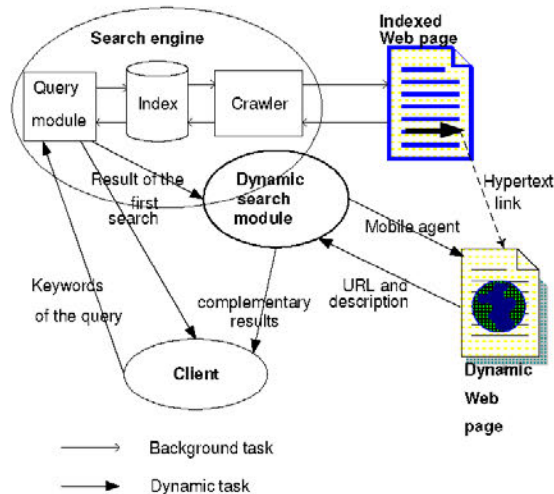 Search engine
Indexed
Web page
Query
module
Index
Crawler
Result of the
first
search
Dynamic
search
module
Hypertext
link
Mobile agent
Keywords
of the query
URL and
description
complementary
results
Client
Dynamic
Web
page
Background task
Dynamic task